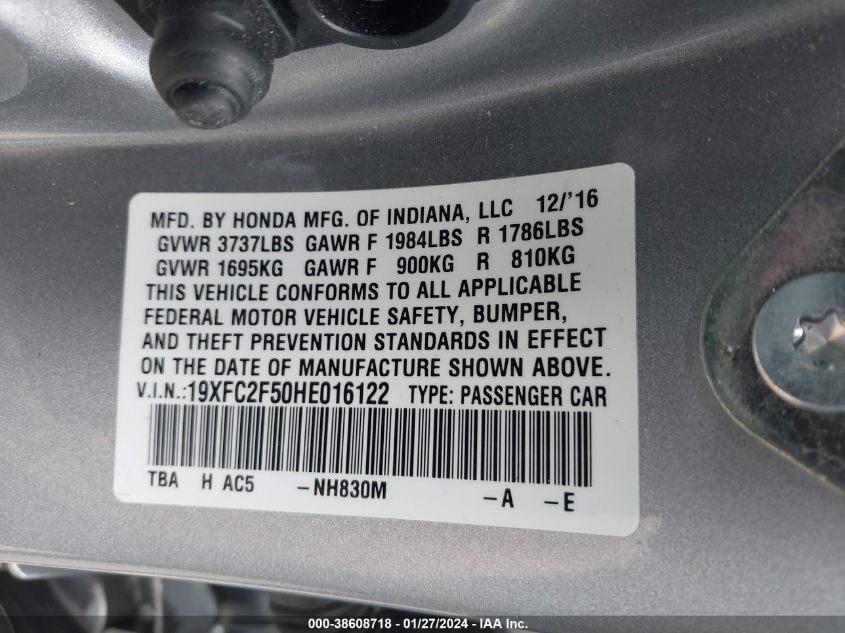 MFD. BY HONDA MFG. OF INDIANA, LLC 12/'16
GVWR 3737LBS GAWR F 1984LBS R 1786LBS
GVWR 1695KG GAWR F 900KG R 810KG
THIS VEHICLE CONFORMS TO ALL APPLICABLE
FEDERAL MOTOR VEHICLE SAFETY, BUMPER,
AND THEFT PREVENTION STANDARDS IN EFFECT
ON THE DATE OF MANUFACTURE SHOWN ABOVE.
V.I.N.:19XFC2F50HE016122 TYPE: PASSENGER CAR
TBA H AC5 -NH830M -A -E
000-38608718 - 01/27/2024 - IAA Inc.